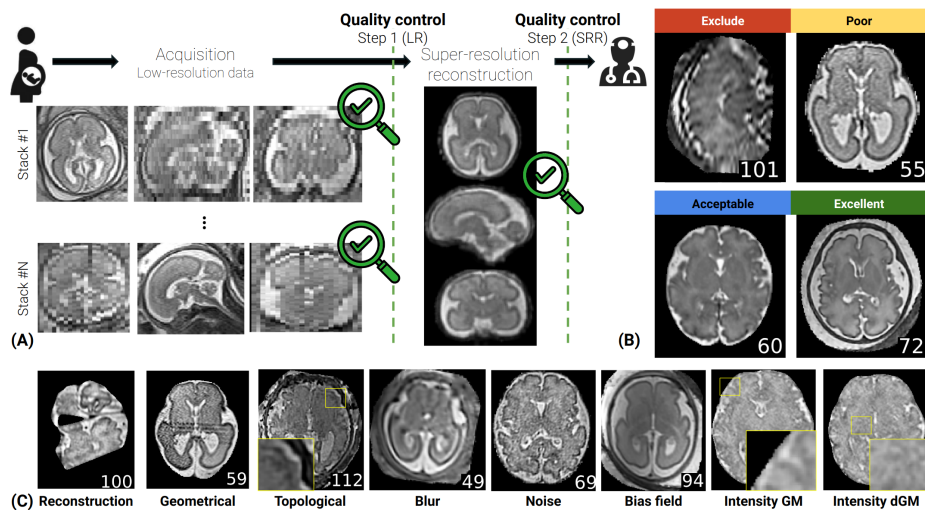 Quality control
Step 1 (LR)
Quality control
Step 2 (SRR)
Acquisition
Low-resolution data
Super-resolution
reconstruction
Stack #1
...
Stack #N
(A)
Exclude
Poor
101
55
Acceptable
Excellent
60
72
(B)
100
59
112
49
69
94
(C)
Reconstruction
Geometrical
Topological
Blur
Noise
Bias field
Intensity GM
Intensity dGM